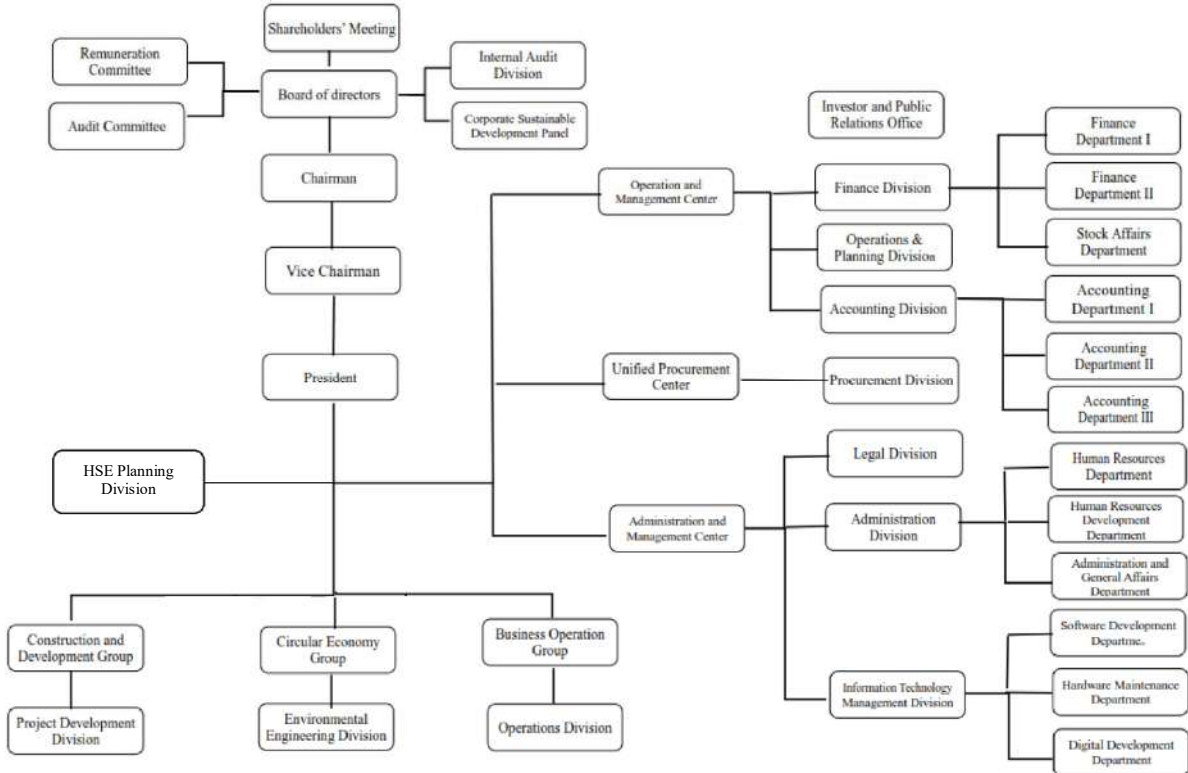 Shareholders' Meeting
Remuneration
Committee
Internal Audit
Division
Board of directors
Audit Committee
Corporate Sustainable
Development Panel
Investor and Public
Relations Office
Finance
Department I
Chairman
Operation and
Management Center
Finance Division
Finance
Department II
Operations &
Planning Division
Stock Affairs
Department
Vice Chairman
Accounting Division
Accounting
Department I
President
Unified Procurement
Center
Procurement Division
Accounting
Department II
Accounting
Department III
HSE Planning
Division
Legal Division
Human Resources
Department
Administration and
Management Center
Administration
Division
Human Resources
Development
Department
Administration and
General Affairs
Department
Construction and
Development Group
Circular Economy
Group
Business Operation
Group
Software Development
Departme..
Information Technology
Management Division
Hardware Maintenance
Department
Project Development
Division
Environmental
Engineering Division
Operations Division
Digital Development
Department